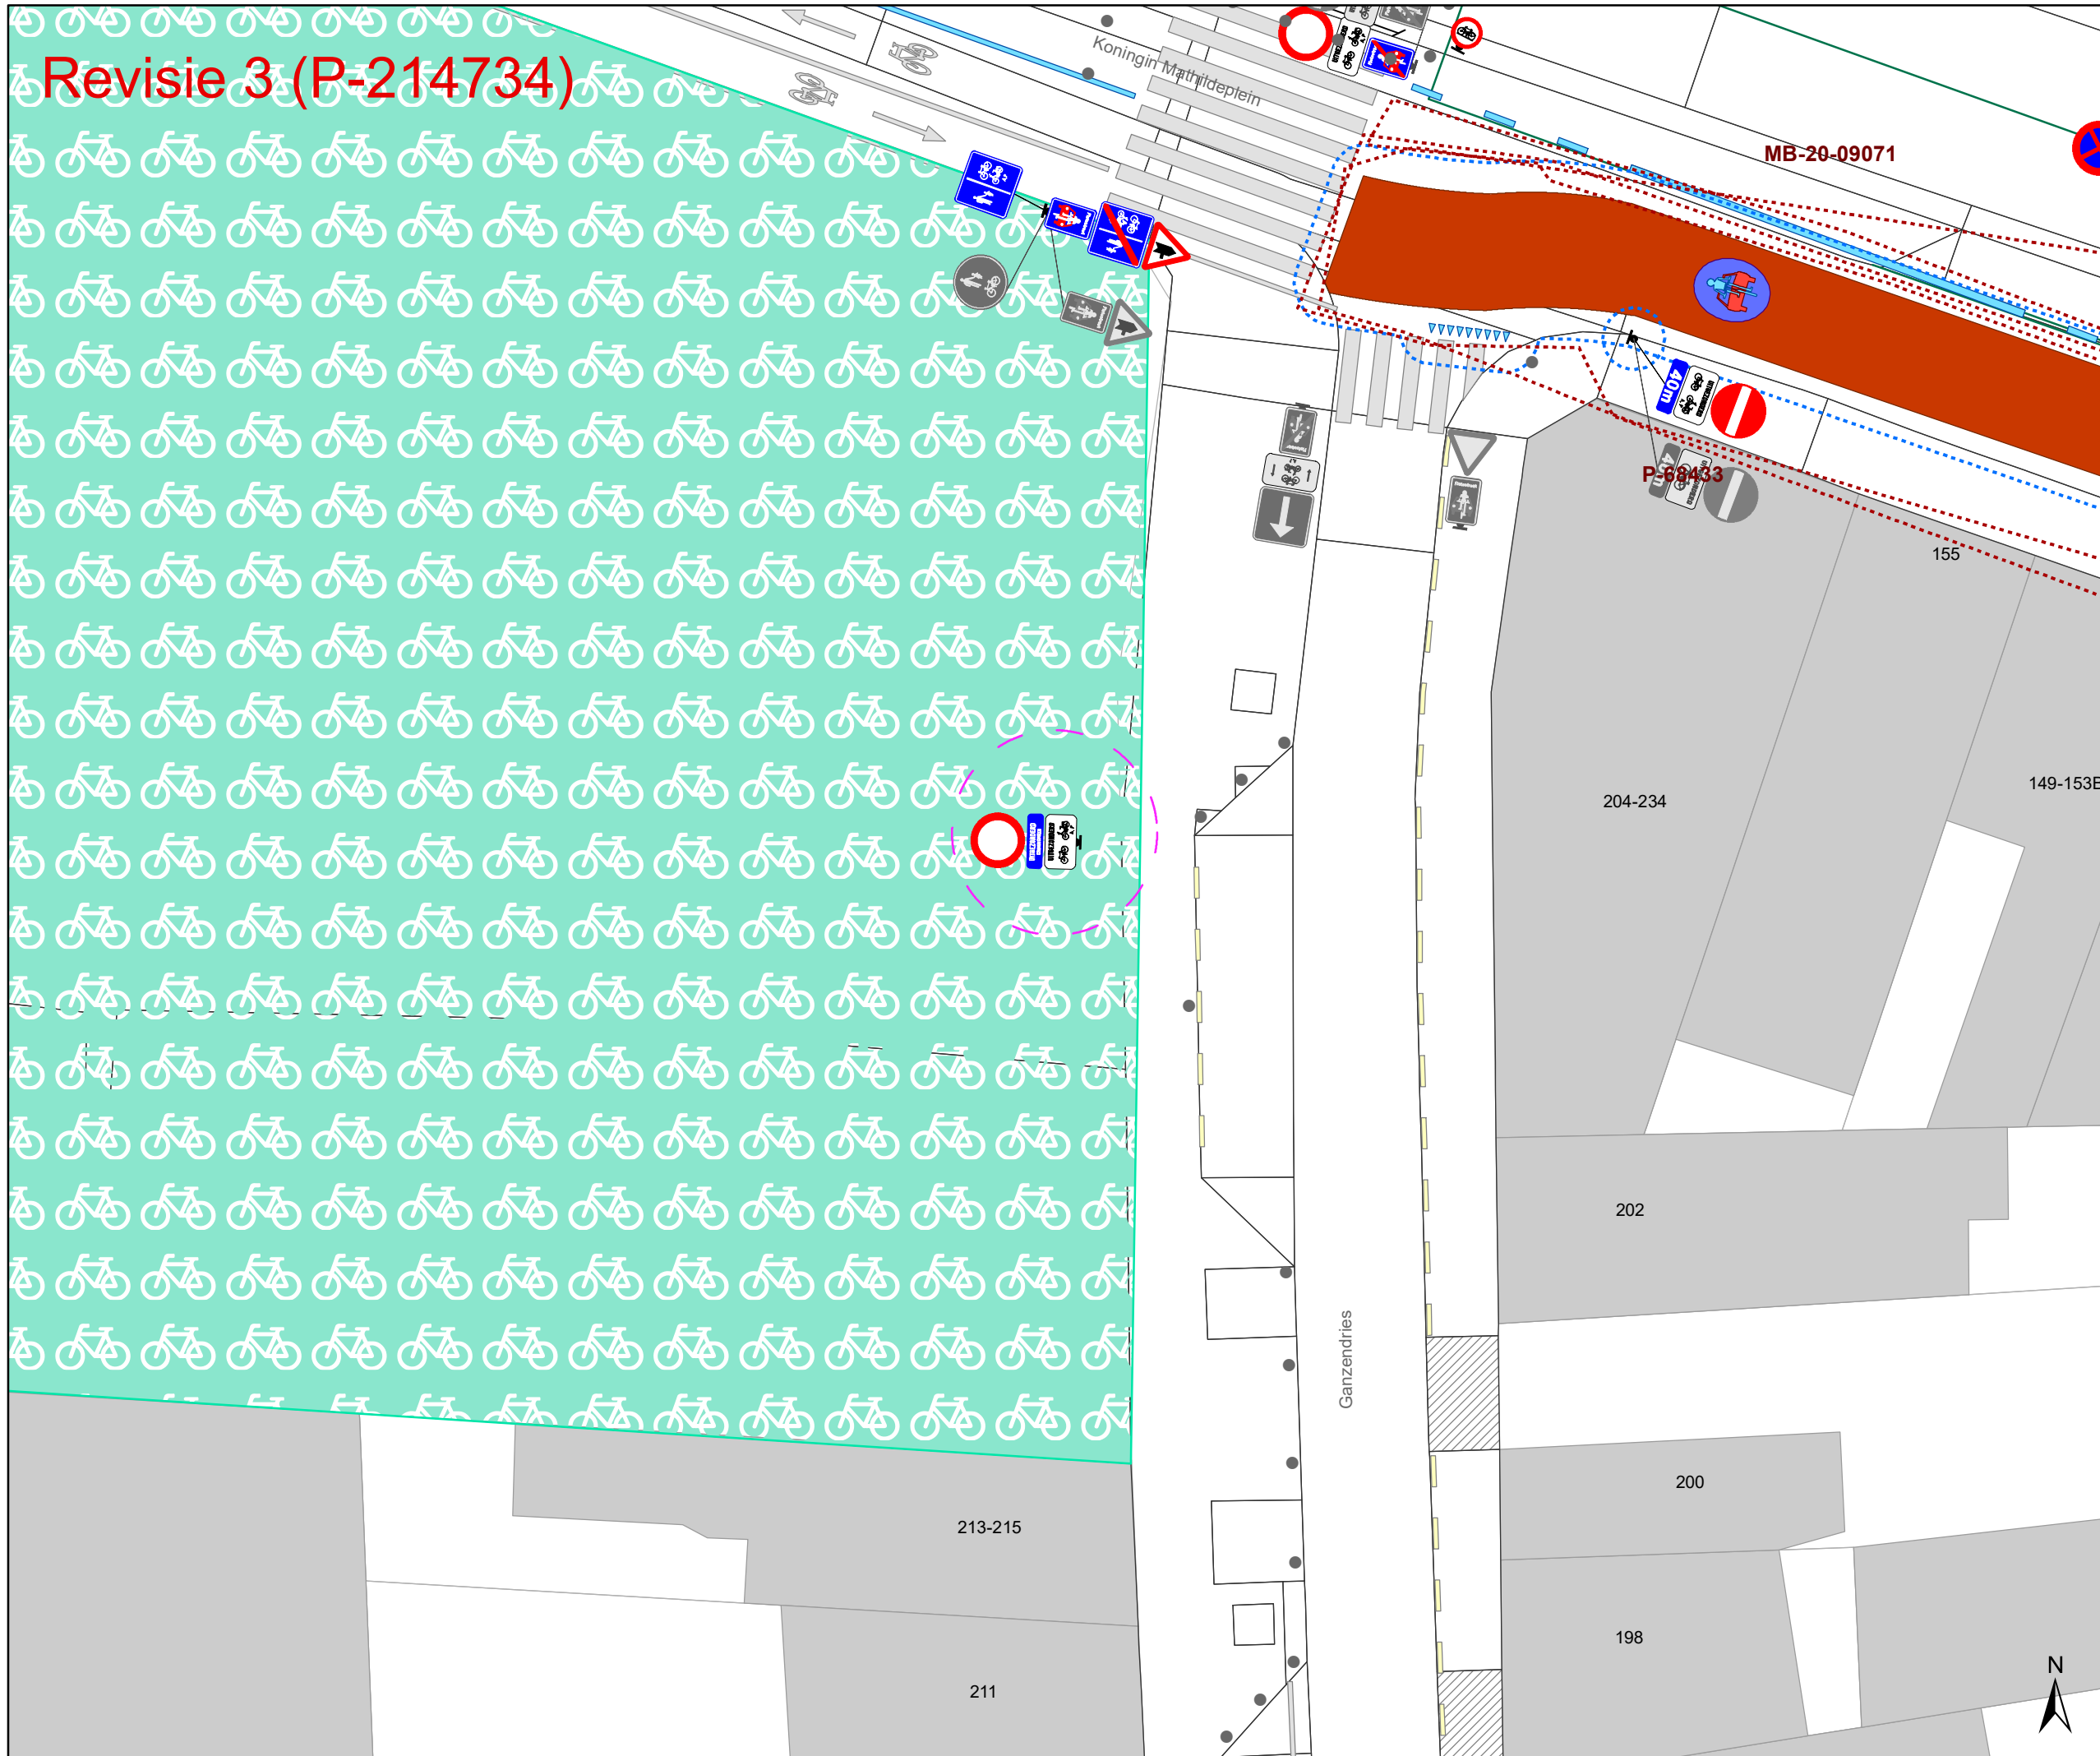 Revisie 3 (P-214734)
Koningin Mathildeplein
MB-20-09071
40m
P-68433
155
204-234
149-153B
202
Ganzendries
200
213-215
198
211
N